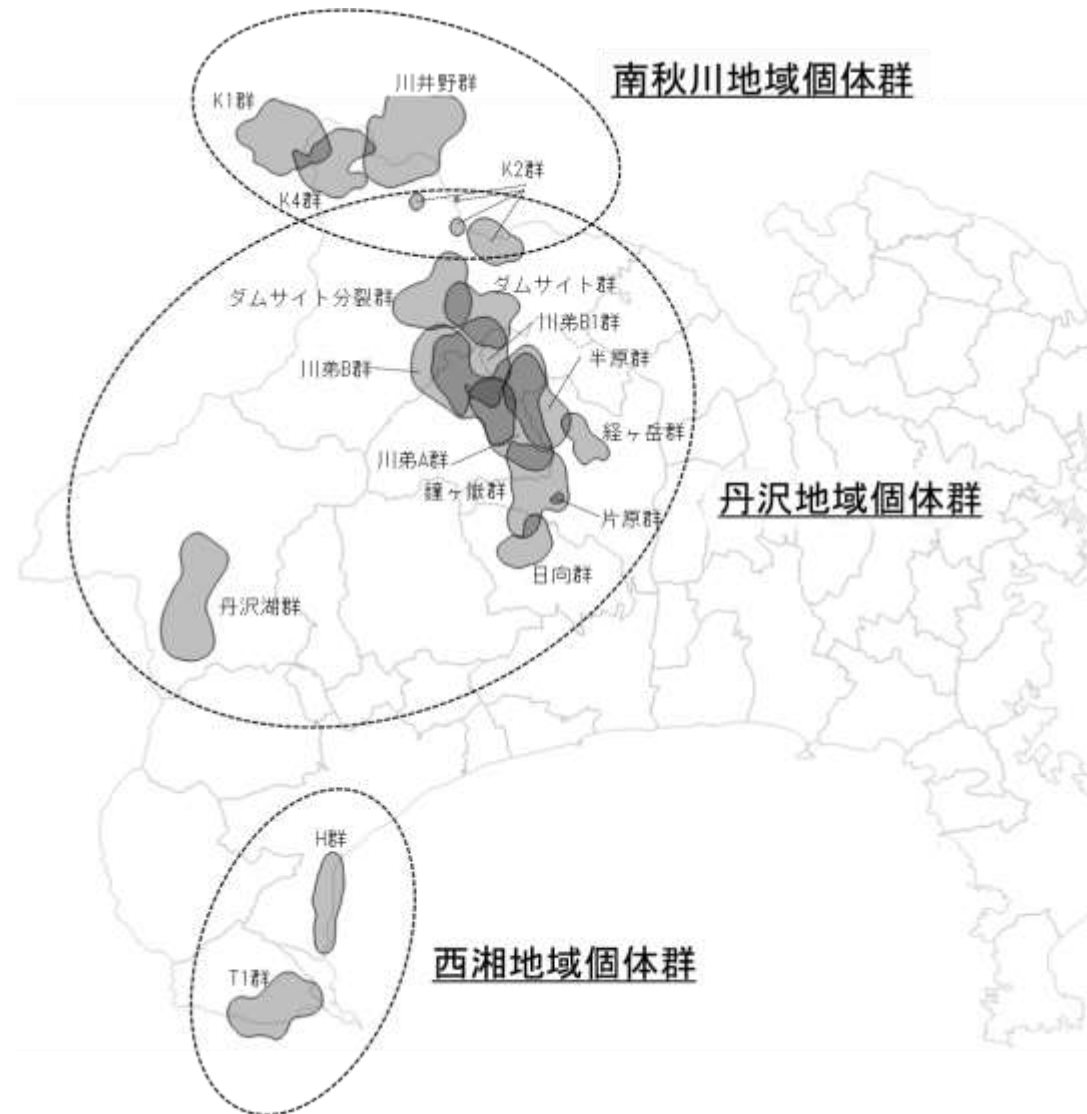 南秋川地域個体群
川井野群
K1群
K2群
K4群
ダムサイト分裂群
ダムサイト群
川弟B1群
川弟B群
半原群
経ヶ岳群
川弟A群
鐘ヶ嶽群
丹沢地域個体群
片原群
日向群
丹沢湖群
H群
西湘地域個体群
T1群